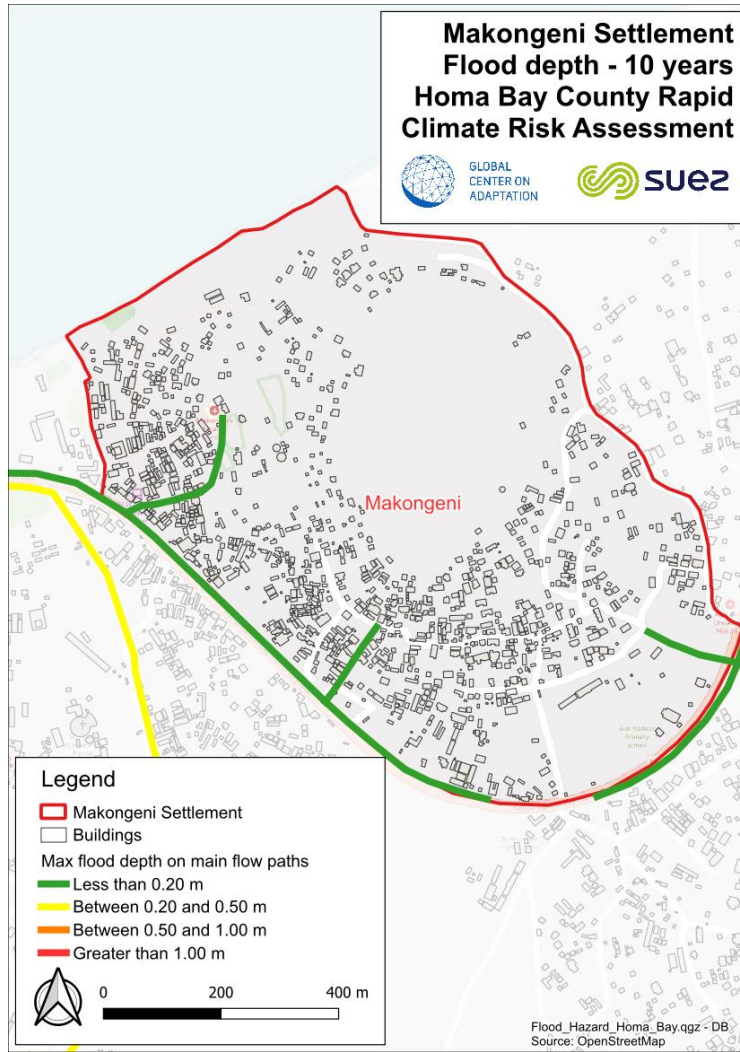 Makongeni Settlement
Flood depth - 10 years
Homa Bay County Rapid
Climate Risk Assessment
GLOBAL
CENTER ON
ADAPTATION
suez
Makongeni
Legend
Makongeni Settlement
Buildings
Max flood depth on main flow paths
Less than 0.20 m
Between 0.20 and 0.50 m
Between 0.50 and 1.00 m
Greater than 1.00 m
0 200 400 m
Flood_Hazard_Homa_Bay.qgz - DB
Source: OpenStreetMap